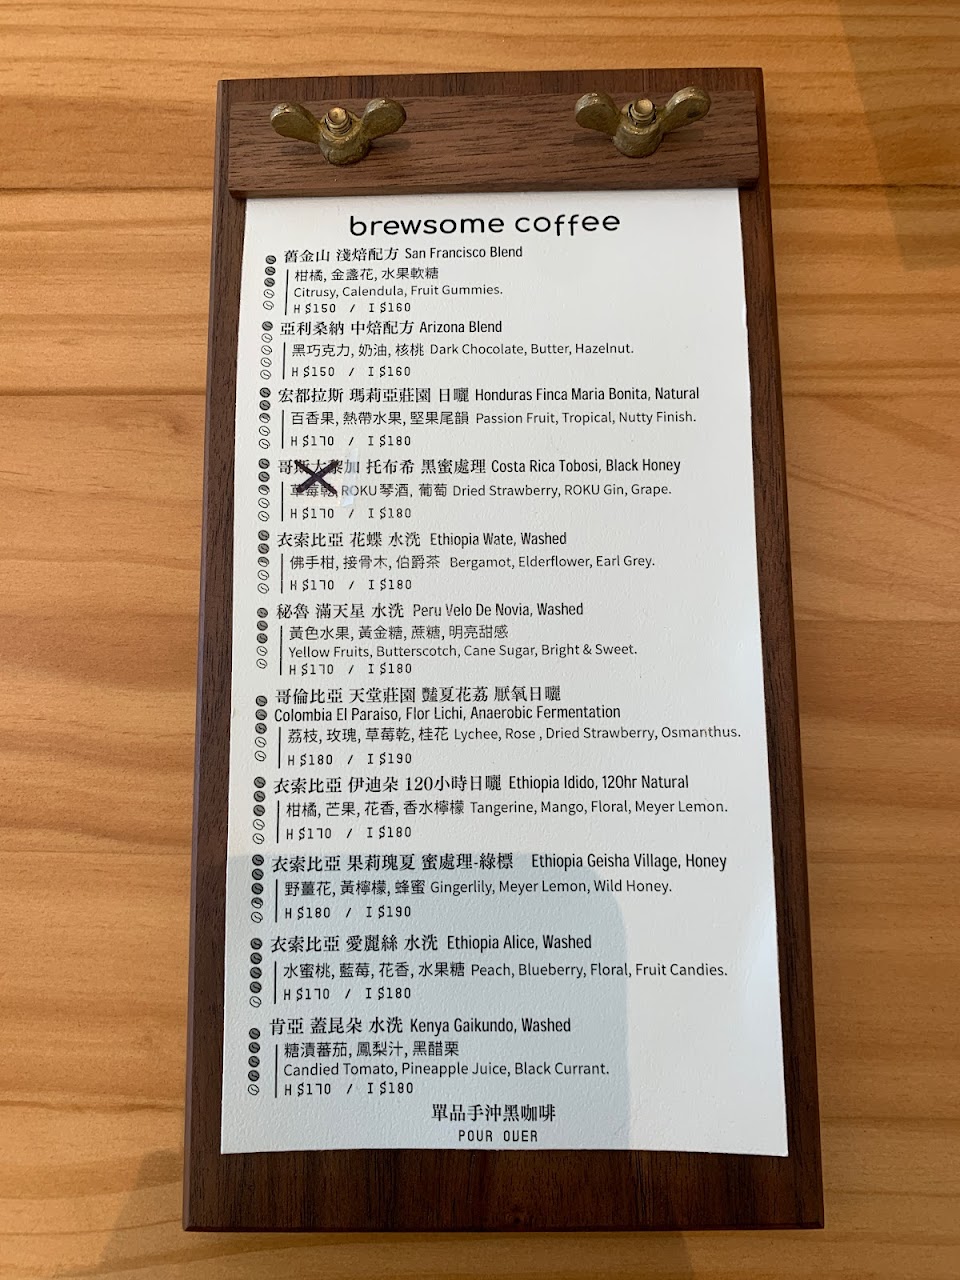 brewsome coffee
舊金山 淺焙配方 San Francisco Blend
柑橘, 金盞花, 水果軟糖
Citrusy, Calendula, Fruit Gummies.
H $150 / I $160
亞利桑納 中焙配方 Arizona Blend
黑巧克力, 奶油, 核桃 Dark Chocolate, Butter, Hazelnut.
H $150 / I $160
宏都拉斯 瑪莉亞莊園 日曬 Honduras Finca Maria Bonita, Natural
百香果, 熱帶水果, 堅果尾韻 Passion Fruit, Tropical, Nutty Finish.
H $170 / I $180
哥斯大黎加 托布希 黑蜜處理 Costa Rica Tobosi, Black Honey
草莓乾, ROKU琴酒, 葡萄 Dried Strawberry, ROKU Gin, Grape.
H $170 / I $180
衣索比亞 花蝶 水洗 Ethiopia Wate, Washed
佛手柑, 接骨木, 伯爵茶 Bergamot, Elderflower, Earl Grey.
H $170 / I $180
秘魯 滿天星 水洗 Peru Velo De Novia, Washed
黃色水果, 黃金糖, 蔗糖, 明亮甜感
Yellow Fruits, Butterscotch, Cane Sugar, Bright & Sweet.
H $170 / I $180
哥倫比亞 天堂莊園 豔夏花荔 厭氧日曬
Colombia El Paraiso, Flor Lichi, Anaerobic Fermentation
荔枝, 玫瑰, 草莓乾, 桂花 Lychee, Rose , Dried Strawberry, Osmanthus.
H $180 / I $190
衣索比亞 伊迪朵 120小時日曬 Ethiopia Idido, 120hr Natural
柑橘, 芒果, 花香, 香水檸檬 Tangerine, Mango, Floral, Meyer Lemon.
H $170 / I $180
衣索比亞 果莉瑰夏 蜜處理-綠標 Ethiopia Geisha Village, Honey
野薑花, 黃檸檬, 蜂蜜 Gingerlily, Meyer Lemon, Wild Honey.
H $180 / I $190
衣索比亞 愛麗絲 水洗 Ethiopia Alice, Washed
水蜜桃, 藍莓, 花香, 水果糖 Peach, Blueberry, Floral, Fruit Candies.
H $170 / I $180
肯亞 蓋昆朵 水洗 Kenya Gaikundo, Washed
糖漬蕃茄, 鳳梨汁, 黑醋栗
Candied Tomato, Pineapple Juice, Black Currant.
H $170 / I $180
單品手沖黑咖啡
POUR OVER